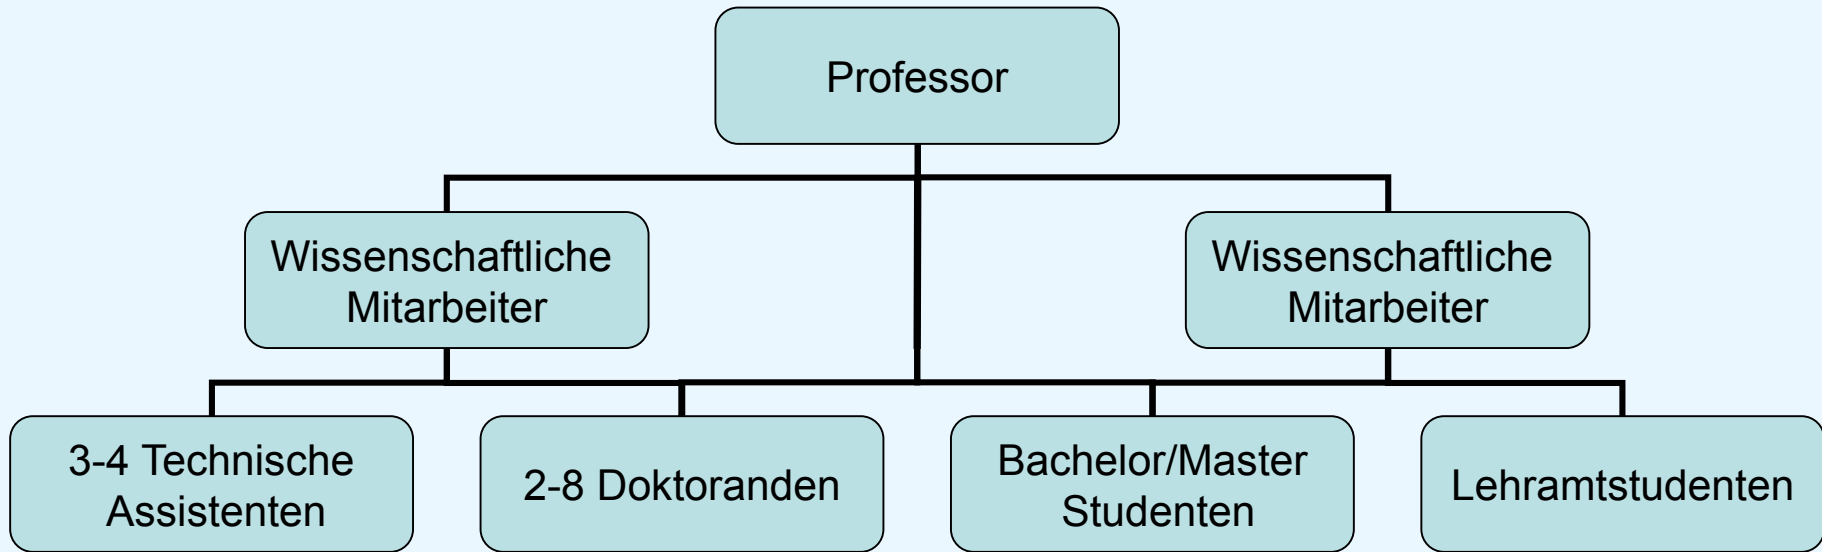 Professor
Wissenschaftliche
Mitarbeiter
Wissenschaftliche
Mitarbeiter
3-4 Technische
Assistenten
2-8 Doktoranden
Bachelor/Master
Studenten
Lehramtstudenten